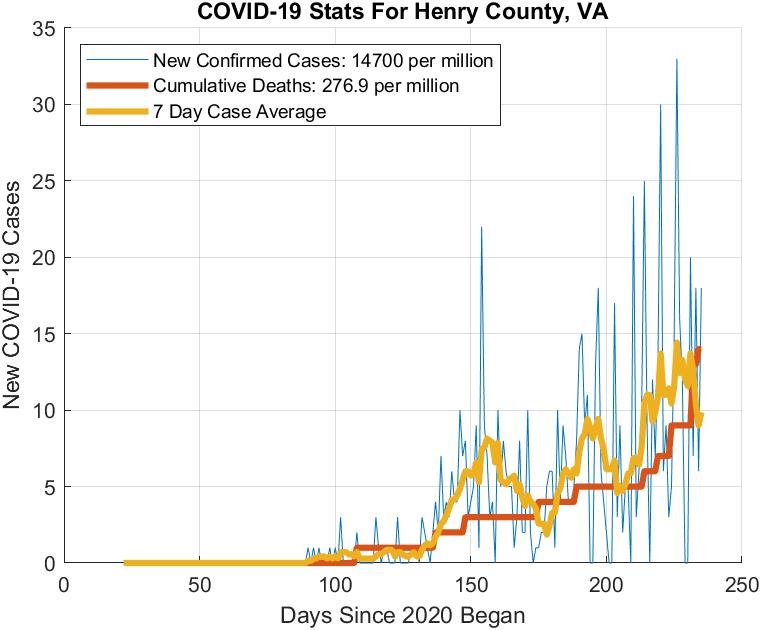 COVID-19 Stats For Henry County, VA
New Confirmed Cases: 14700 per million
Cumulative Deaths: 276.9 per million
7 Day Case Average
New COVID-19 Cases
35
30
25
20
15
10
5
0
0 50 100 150 200 250
Days Since 2020 Began